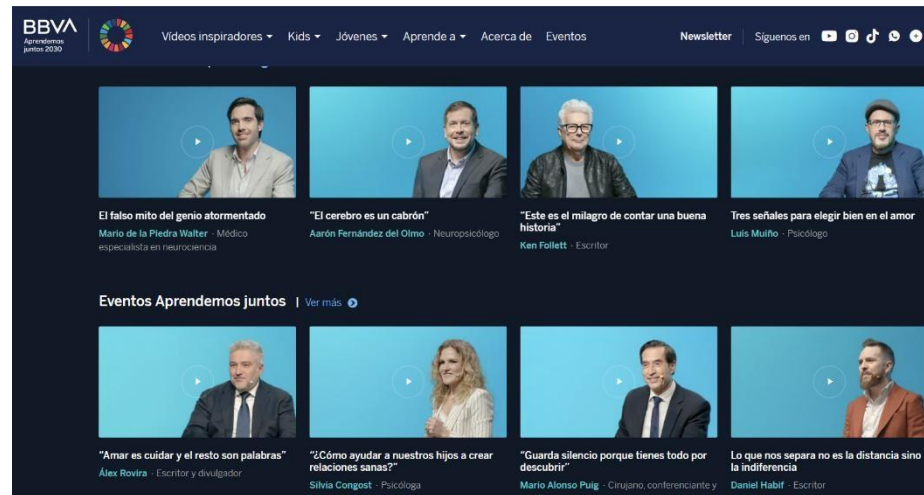 BBVA
Aprendemos
juntos 2030
Vídeos inspiradores Kids Jóvenes Aprende a Acerca de Eventos Newsletter Síguenos en
El falso mito del genio atormentado
Mario de la Piedra Walter · Médico
especialista en neurociencia
"El cerebro es un cabrón"
Aarón Fernández del Olmo · Neuropsicólogo
"Este es el milagro de contar una buena
historia"
Ken Follett · Escritor
Tres señales para elegir bien en el amor
Luis Muiño · Psicólogo
Eventos Aprendemos juntos | Ver más
"Amar es cuidar y el resto son palabras"
Álex Rovira · Escritor y divulgador
"¿Cómo ayudar a nuestros hijos a crear
relaciones sanas?"
Silvia Congost · Psicóloga
"Guarda silencio porque tienes todo por
descubrir"
Mario Alonso Puig · Cirujano, conferenciante y
Lo que nos separa no es la distancia sino
la indiferencia
Daniel Habif · Escritor